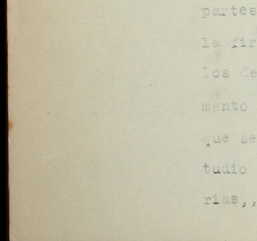 partes
la fir
los de
mento
que se
tudio
rias,,